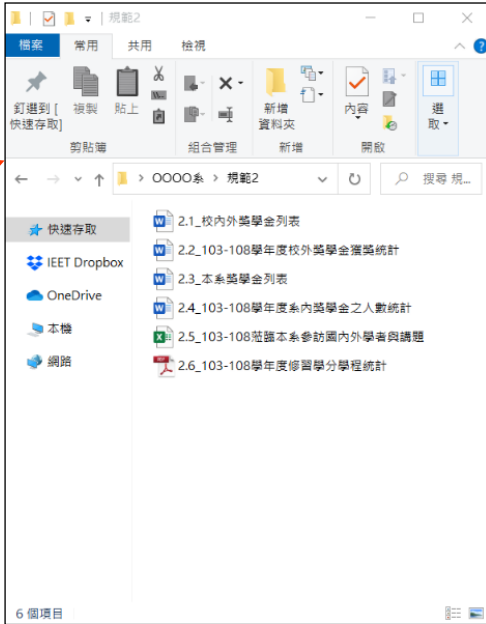 規範2
檔案 常用 共用 檢視
釘選到 [快速存取]
複製
貼上
剪貼簿
組合管理
新增資料夾
新增
內容
開啟
選取
OOOO系 > 規範2
搜尋 規...
快速存取
IEET Dropbox
OneDrive
本機
網路
2.1_校內外獎學金列表
2.2_103-108學年度校外獎學金獲獎統計
2.3_本系獎學金列表
2.4_103-108學年度系內獎學金之人數統計
2.5_103-108蒞臨本系參訪國內外學者與講題
2.6_103-108學年度修習學分學程統計
6 個項目